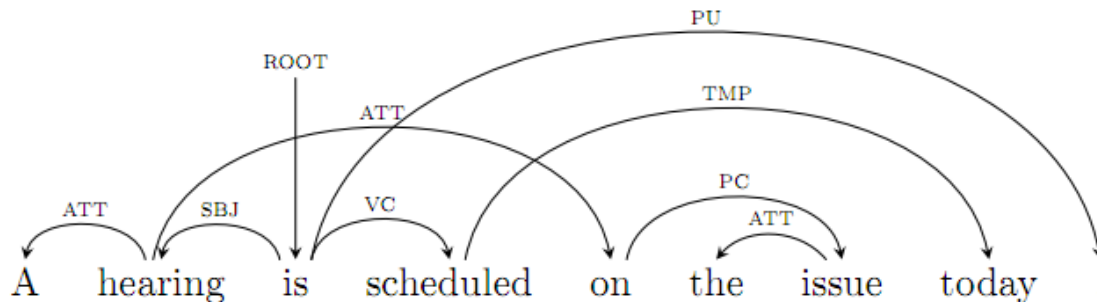 PU
ROOT
TMP
ATT
PC
ATT SBJ VC ATT
A hearing is scheduled on the issue today